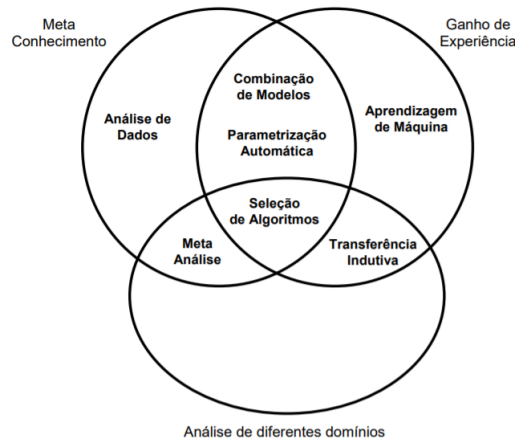 Meta
Conhecimento
Ganho de
Experiência
Combinação
de Modelos
Análise de
Dados
Aprendizagem
de Máquina
Parametrização
Automática
Seleção
de Algoritmos
Meta
Análise
Transferência
Indutiva
Análise de diferentes domínios